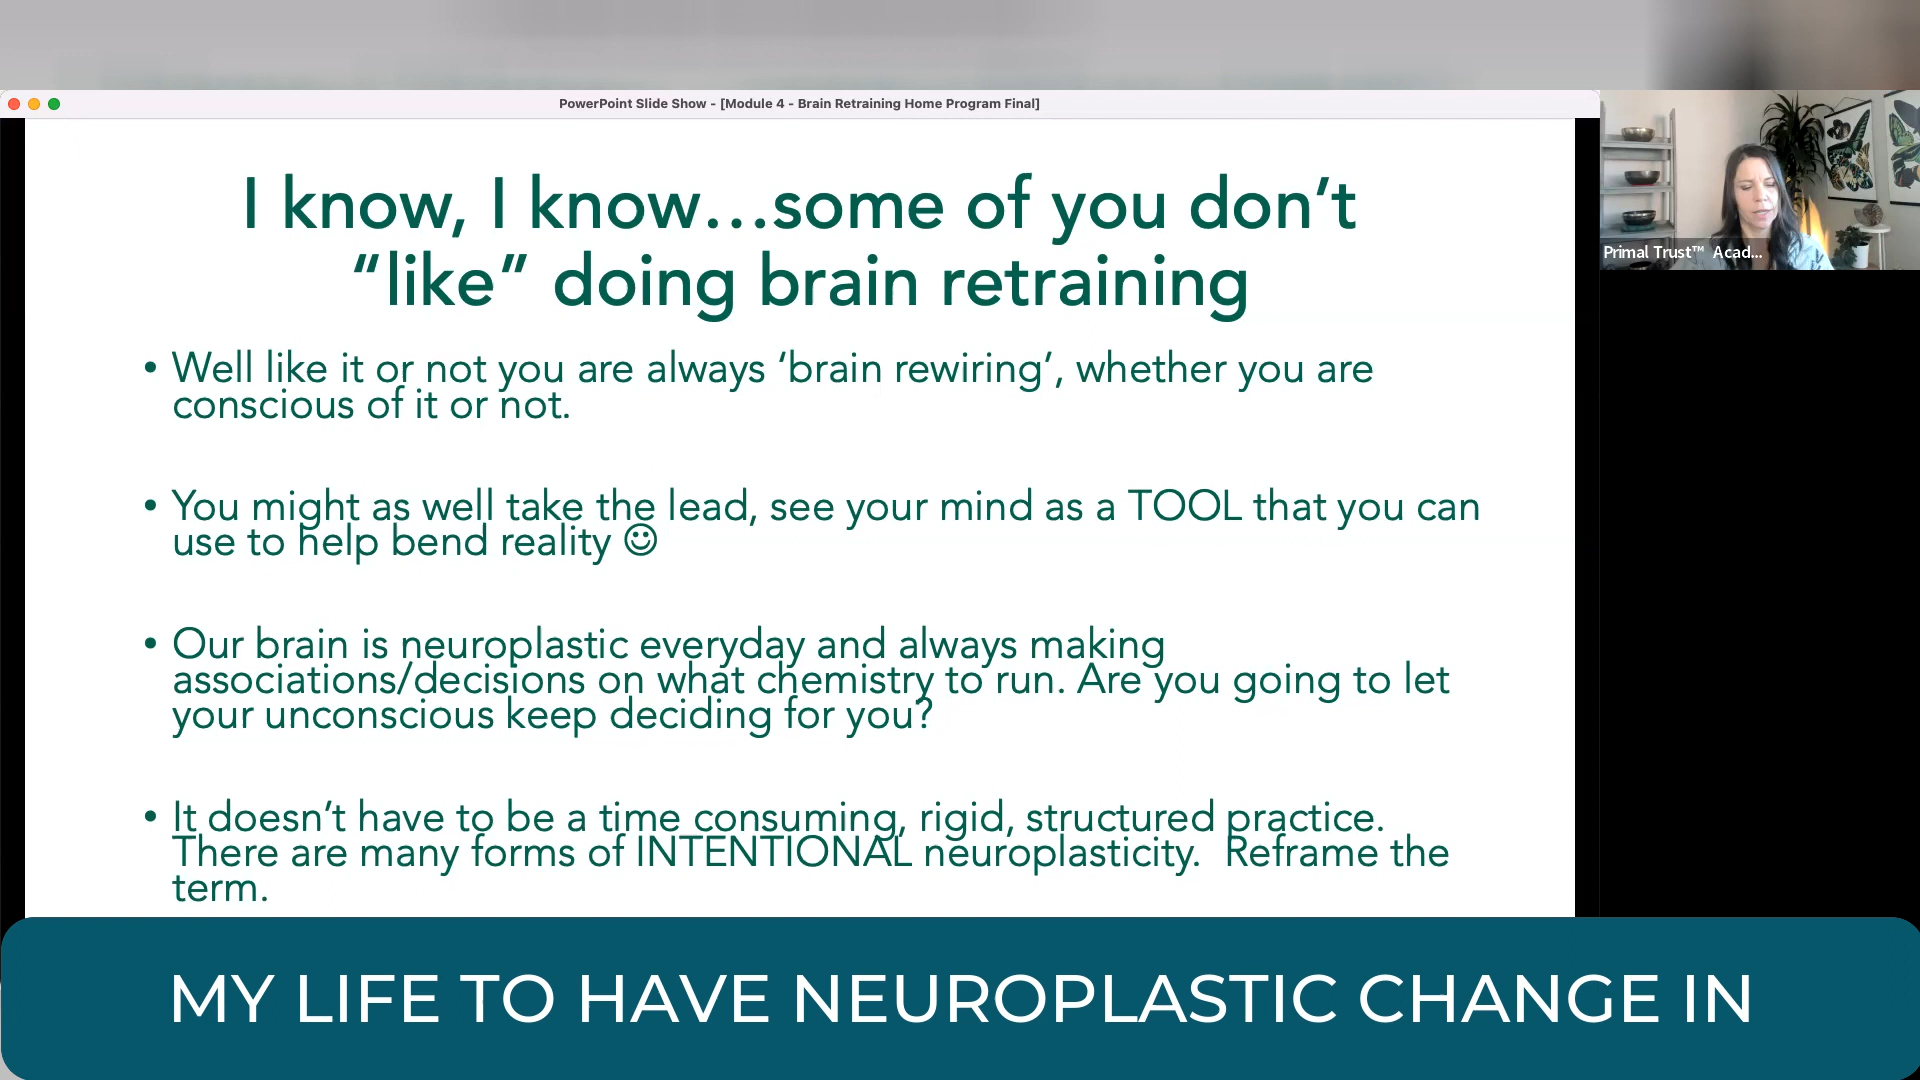 PowerPoint Slide Show - [Module 4 - Brain Retraining Home Program Final]
I know, I know…some of you don’t
“like” doing brain retraining
• Well like it or not you are always ‘brain rewiring’, whether you are
conscious of it or not.
• You might as well take the lead, see your mind as a TOOL that you can
use to help bend reality ☺
• Our brain is neuroplastic everyday and always making
associations/decisions on what chemistry to run. Are you going to let
your unconscious keep deciding for you?
• It doesn’t have to be a time consuming, rigid, structured practice.
There are many forms of INTENTIONAL neuroplasticity.  Reframe the
term.
Primal Trust™ Acad...
MY LIFE TO HAVE NEUROPLASTIC CHANGE IN